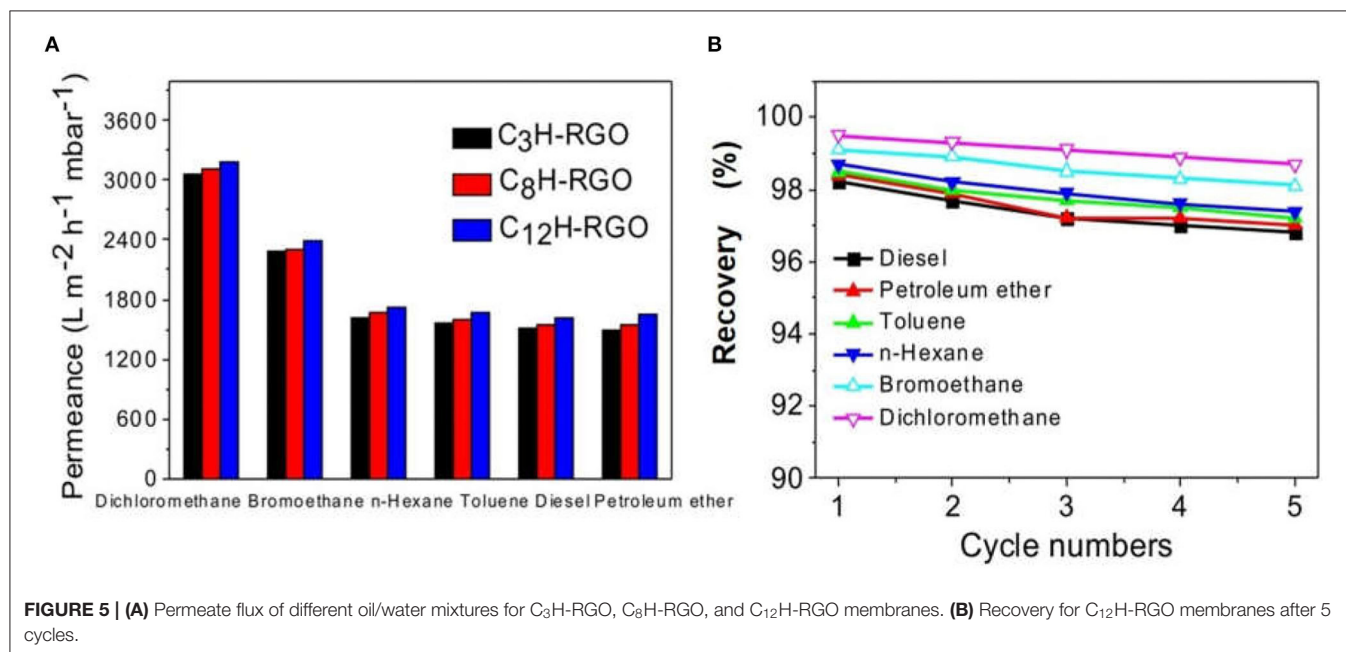 A
Permeance (L m⁻² h⁻¹ mbar⁻¹)
3600
3000
2400
1800
1200
600
0
C₃H-RGO
C₈H-RGO
C₁₂H-RGO
Dichloromethane Bromoethane n-Hexane Toluene Diesel Petroleum ether
B
Recovery (%)
100
98
96
94
92
90
Diesel
Petroleum ether
Toluene
n-Hexane
Bromoethane
Dichloromethane
1 2 3 4 5
Cycle numbers
FIGURE 5 | (A) Permeate flux of different oil/water mixtures for C₃H-RGO, C₈H-RGO, and C₁₂H-RGO membranes. (B) Recovery for C₁₂H-RGO membranes after 5
cycles.